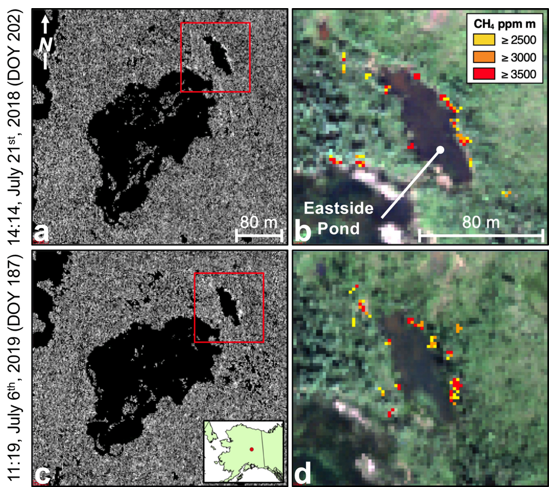 14:14, July 21st, 2018 (DOY 202)
N
a
80 m
CH4 ppm m
≥ 2500
≥ 3000
≥ 3500
Eastside
Pond
80 m
b
11:19, July 6th, 2019 (DOY 187)
c
d